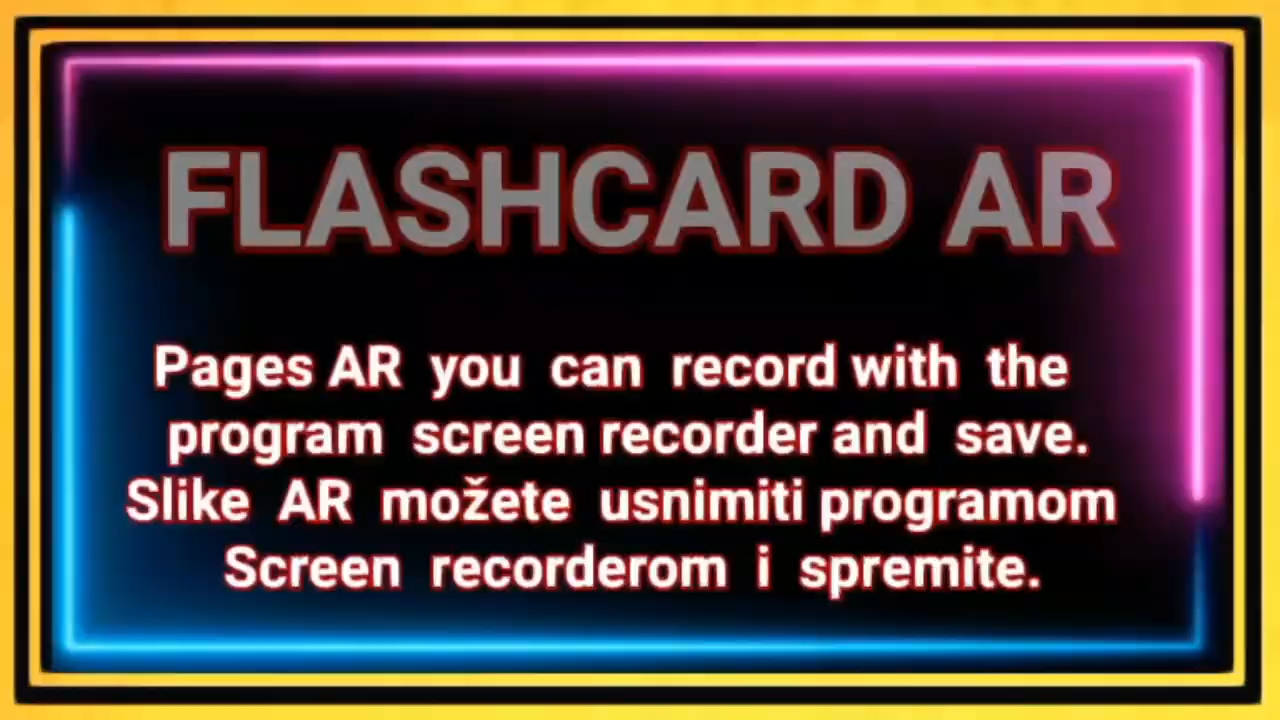 FLASHCARD AR
Pages AR you can record with the
program screen recorder and save.
Slike AR možete usnimiti programom
Screen recorderom i spremite.